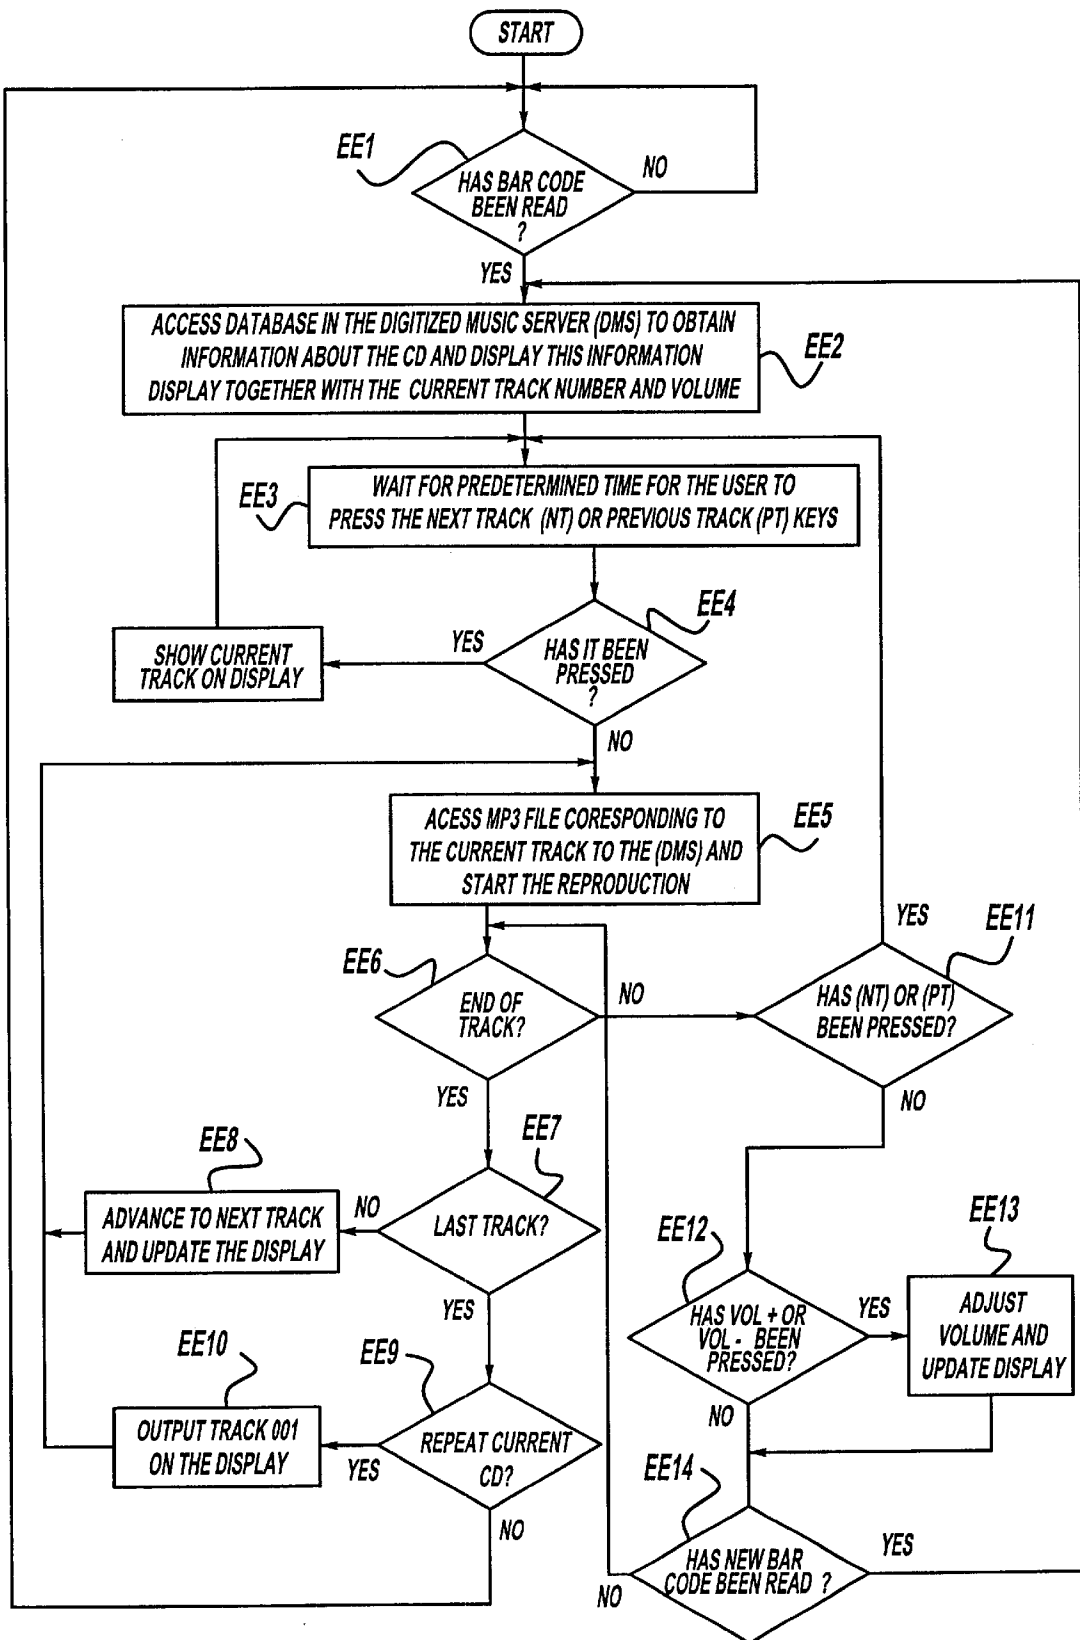 START
EE1
HAS BAR CODE
BEEN READ
?
NO
YES
ACCESS DATABASE IN THE DIGITIZED MUSIC SERVER (DMS) TO OBTAIN
INFORMATION ABOUT THE CD AND DISPLAY THIS INFORMATION
DISPLAY TOGETHER WITH THE CURRENT TRACK NUMBER AND VOLUME
EE2
EE3
WAIT FOR PREDETERMINED TIME FOR THE USER TO
PRESS THE NEXT TRACK (NT) OR PREVIOUS TRACK (PT) KEYS
EE4
HAS IT BEEN
PRESSED
?
YES
SHOW CURRENT
TRACK ON DISPLAY
NO
ACESS MP3 FILE CORESPONDING TO
THE CURRENT TRACK TO THE (DMS) AND
START THE REPRODUCTION
EE5
EE6
END OF
TRACK?
NO
YES
EE11
HAS (NT) OR (PT)
BEEN PRESSED?
YES
NO
EE7
LAST TRACK?
NO
EE8
ADVANCE TO NEXT TRACK
AND UPDATE THE DISPLAY
YES
EE12
HAS VOL + OR
VOL - BEEN
PRESSED?
YES
EE13
ADJUST
VOLUME AND
UPDATE DISPLAY
NO
EE10
OUTPUT TRACK 001
ON THE DISPLAY
EE9
REPEAT CURRENT
CD?
YES
NO
EE14
HAS NEW BAR
CODE BEEN READ ?
YES
NO